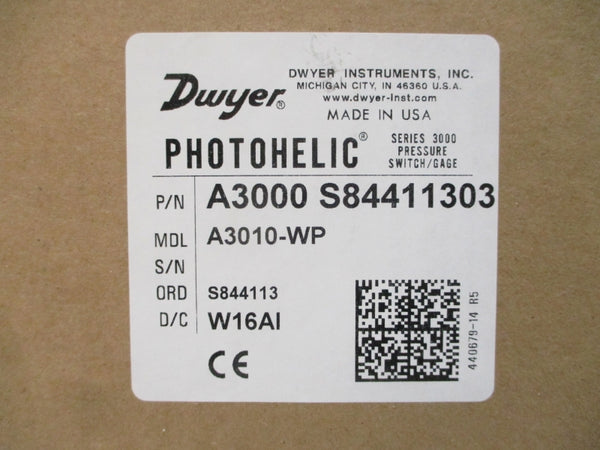 Dwyer®
DWYER INSTRUMENTS, INC.
MICHIGAN CITY, IN 46360 U.S.A.
www.dwyer-inst.com
MADE IN USA
PHOTOHELIC®
SERIES 3000
PRESSURE
SWITCH/GAGE
P/N A3000 S84411303
MDL A3010-WP
S/N
ORD S844113
D/C W16AI
CE
440679-14 R5